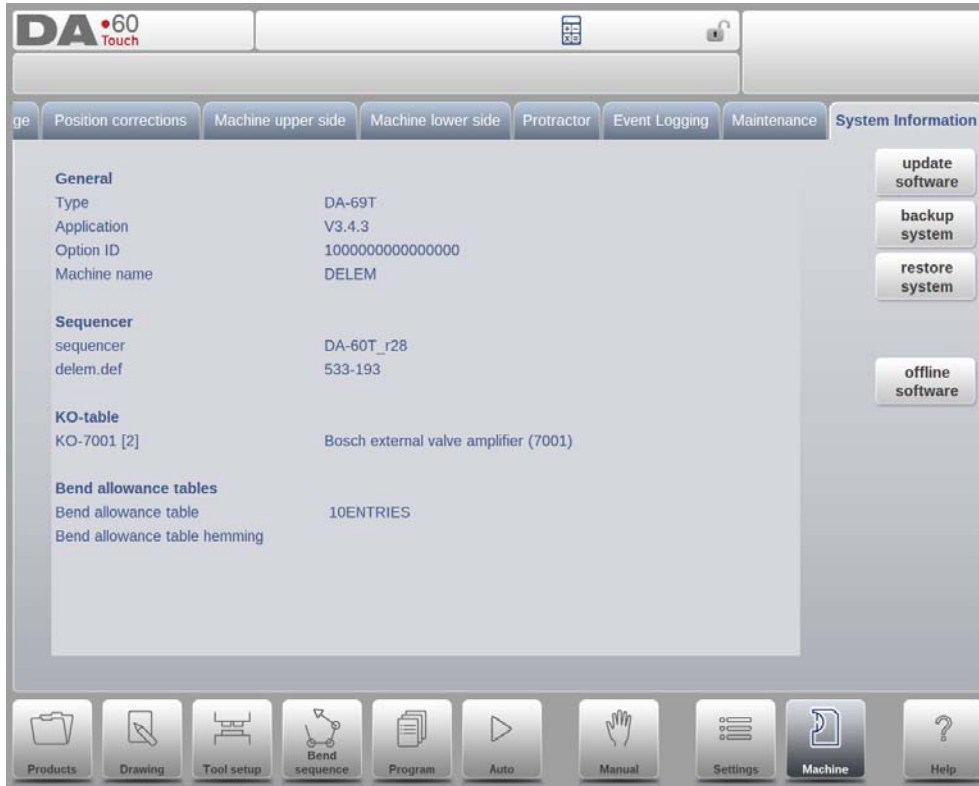 DA•60
Touch
ge Position corrections Machine upper side Machine lower side Protractor Event Logging Maintenance System Information
General
Type DA-69T
Application V3.4.3
Option ID 1000000000000000
Machine name DELEM
Sequencer
sequencer DA-60T_r28
delem.def 533-193
KO-table
KO-7001 [2] Bosch external valve amplifier (7001)
Bend allowance tables
Bend allowance table 10ENTRIES
Bend allowance table hemming
update
software
backup
system
restore
system
offline
software
Products Drawing Tool setup Bend
sequence Program Auto Manual Settings Machine Help